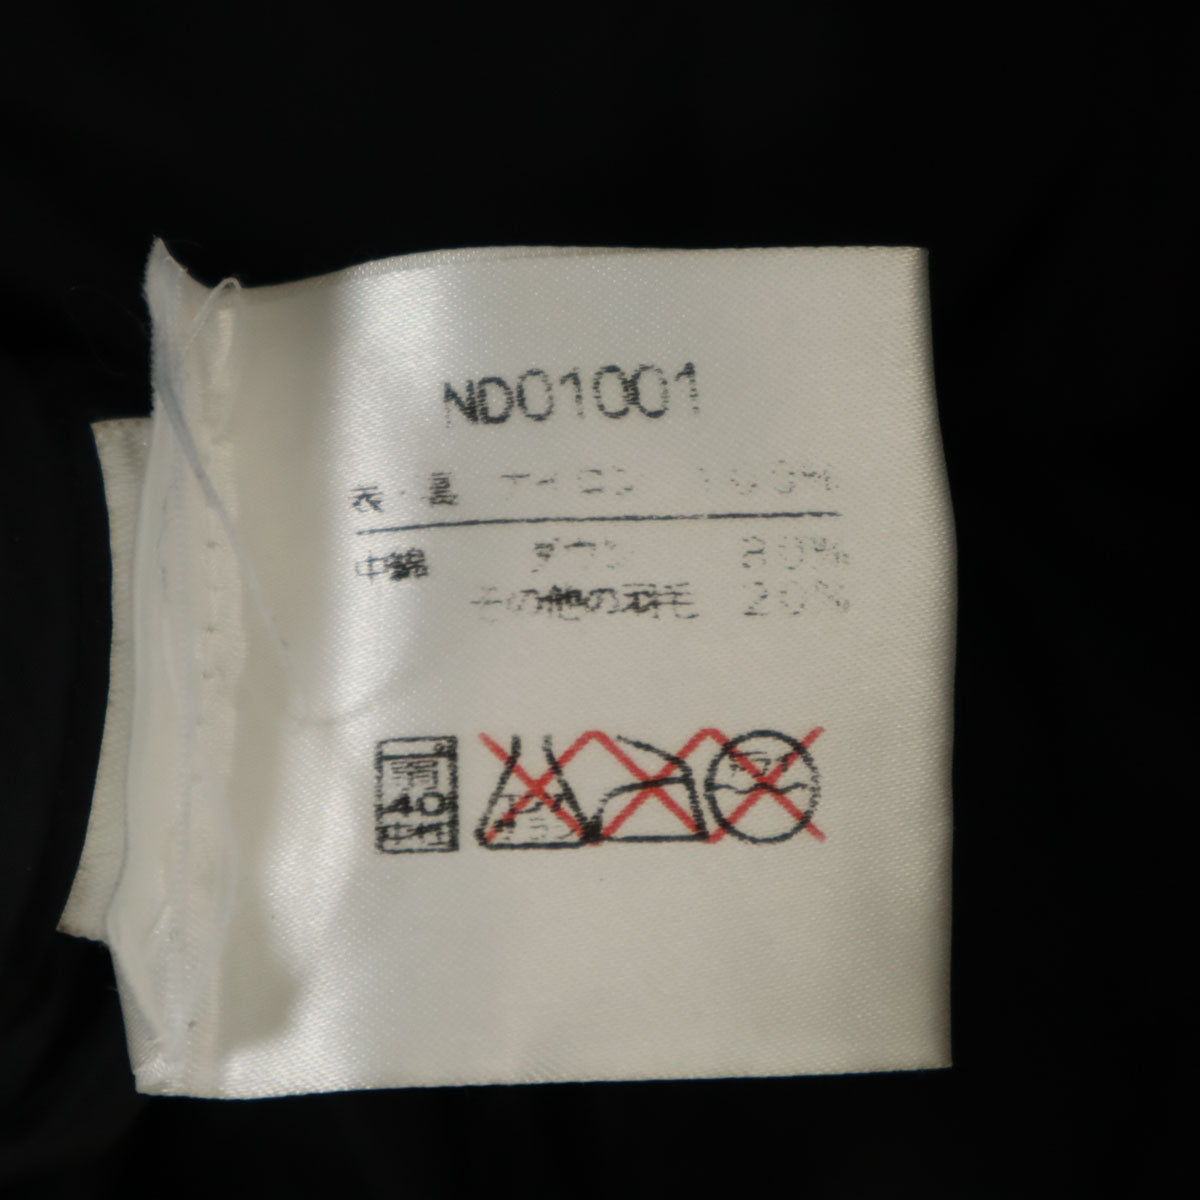 ND01001
表・裏 ナイロン 100%
中綿 ダウン 80%
その他の羽毛 20%
40